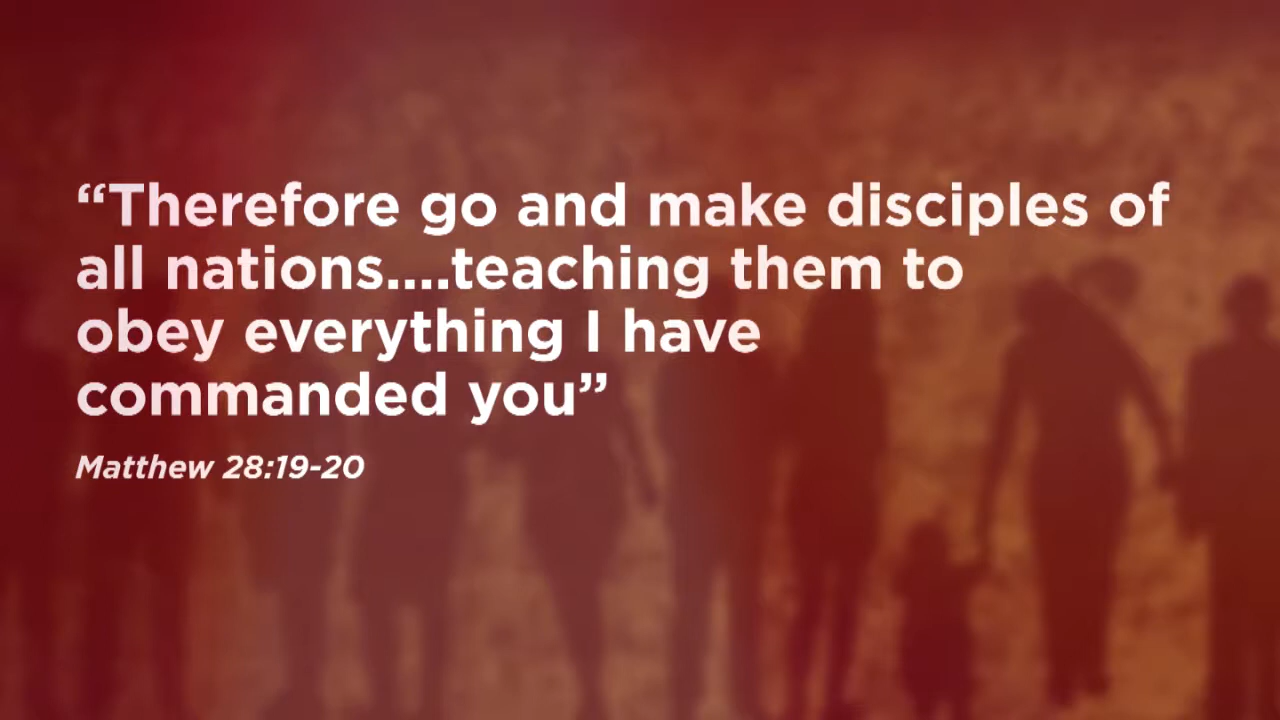 “Therefore go and make disciples of
all nations....teaching them to
obey everything I have
commanded you”
Matthew 28:19-20